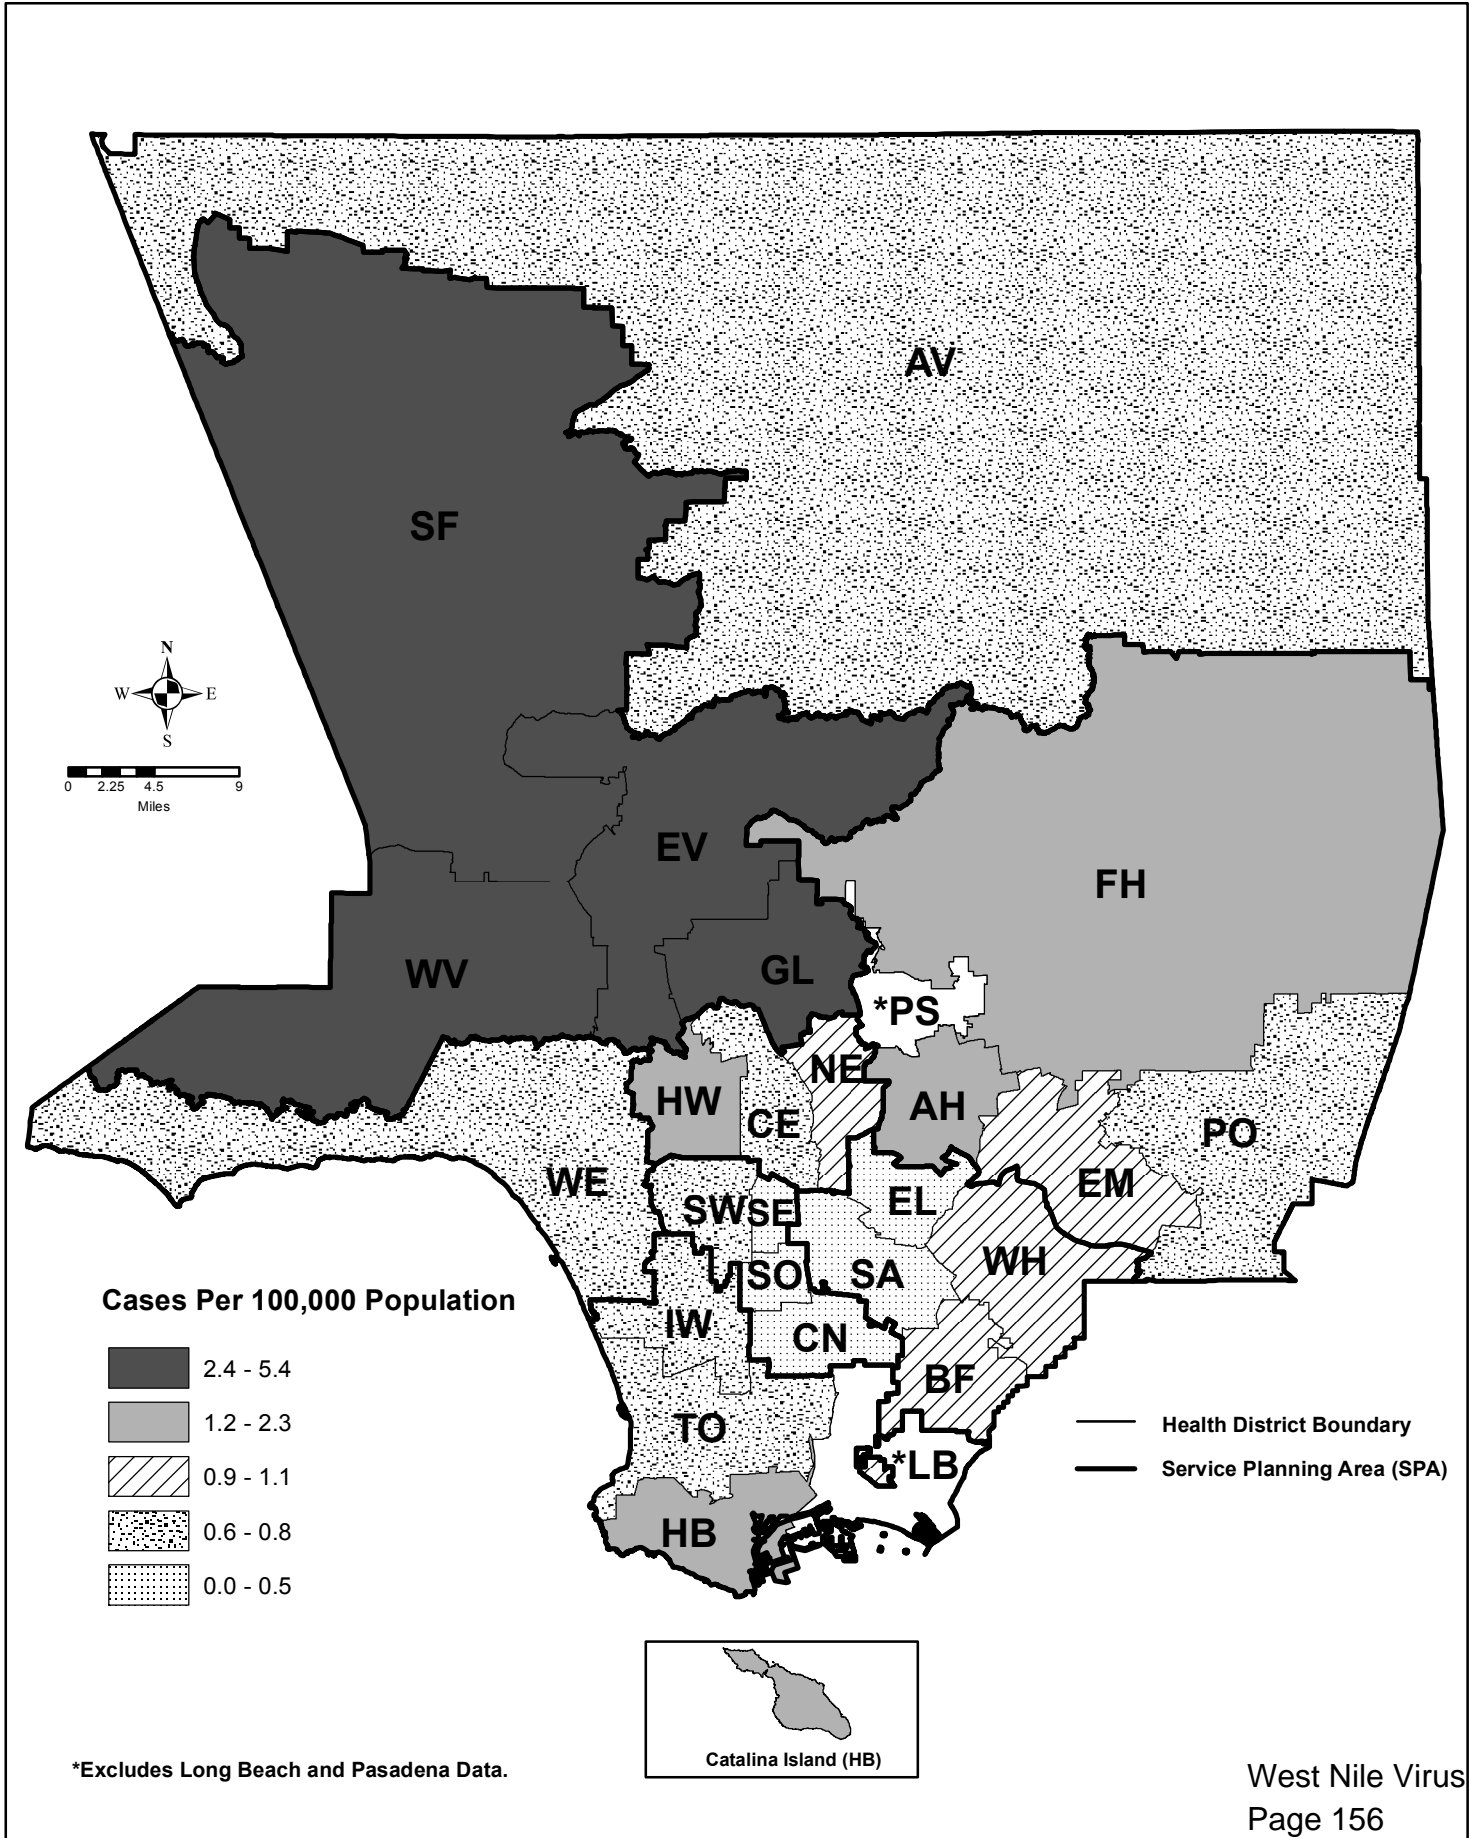 AV
SF
N
W E
S
0 2.25 4.5 9
Miles
EV
FH
WV
GL
*PS
NE
HW
AH
CE
PO
WE
EM
EL
SW
SE
WH
SO
SA
Cases Per 100,000 Population
IW
CN
2.4 - 5.4
BF
1.2 - 2.3
TO
Health District Boundary
*LB
Service Planning Area (SPA)
0.9 - 1.1
0.6 - 0.8
HB
0.0 - 0.5
Catalina Island (HB)
*Excludes Long Beach and Pasadena Data.
West Nile Virus
Page 156